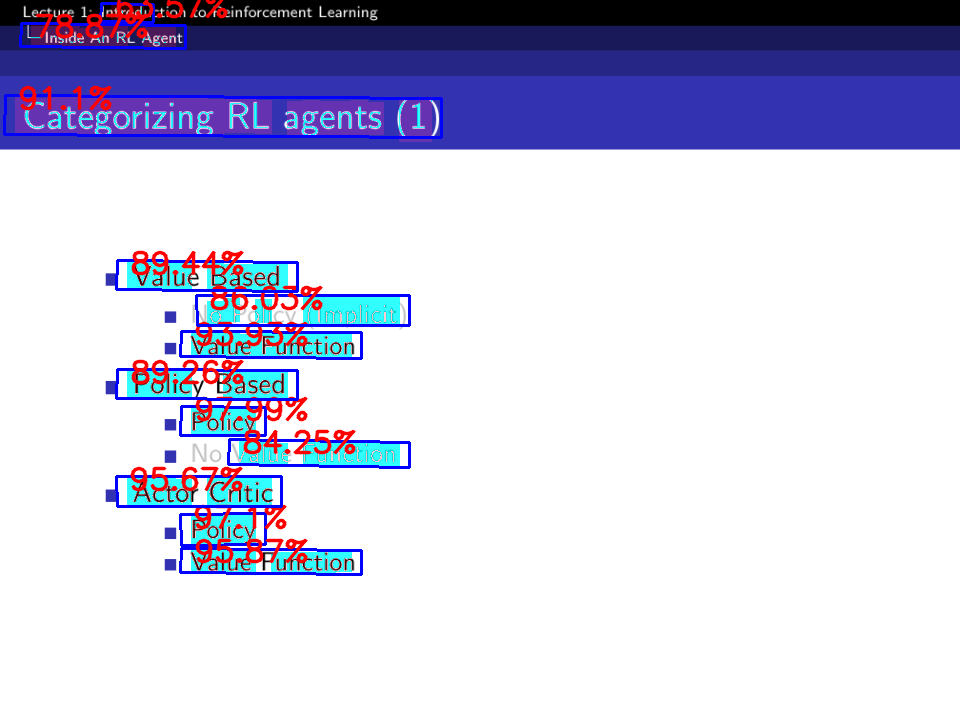 Lecture 1: Introduction to Reinforcement Learning
63.57%
78.87%
Inside An RL Agent
91.1%
Categorizing RL agents (1)
89.44%
Value Based
86.03%
No Policy (Implicit)
93.93%
Value Function
89.26%
Policy Based
97.99%
Policy
84.25%
No Value Function
95.67%
Actor Critic
97.1%
Policy
95.87%
Value Function